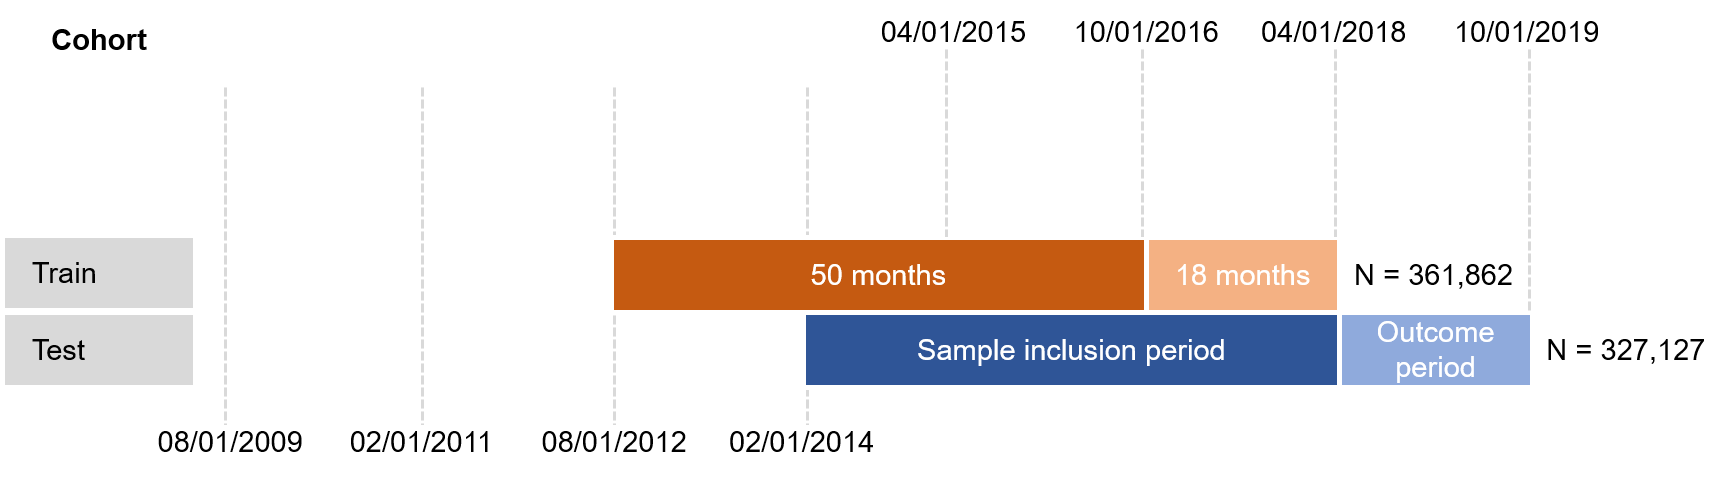 Cohort
04/01/2015
10/01/2016
04/01/2018
10/01/2019
Train
50 months
18 months
N = 361,862
Test
Sample inclusion period
Outcome
period
N = 327,127
08/01/2009
02/01/2011
08/01/2012
02/01/2014